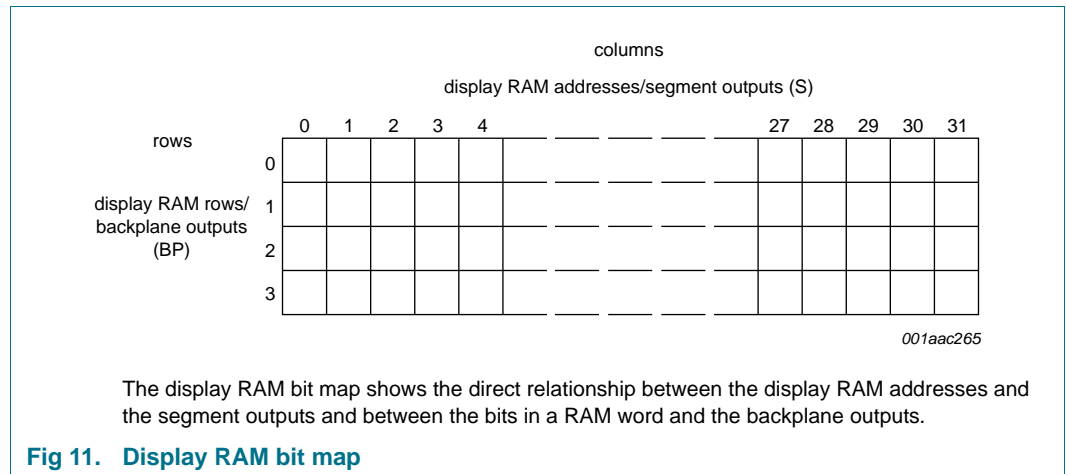 columns
display RAM addresses/segment outputs (S)
0 1 2 3 4 27 28 29 30 31
rows
0
display RAM rows/ 1
backplane outputs
(BP) 2
3
001aac265
The display RAM bit map shows the direct relationship between the display RAM addresses and
the segment outputs and between the bits in a RAM word and the backplane outputs.
Fig 11. Display RAM bit map